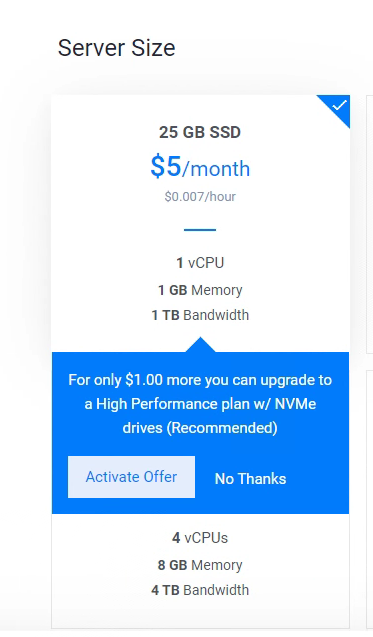 Server Size
25 GB SSD
$5/month
$0.007/hour
1 vCPU
1 GB Memory
1 TB Bandwidth
For only $1.00 more you can upgrade to
a High Performance plan w/ NVMe
drives (Recommended)
Activate Offer No Thanks
4 vCPUs
8 GB Memory
4 TB Bandwidth